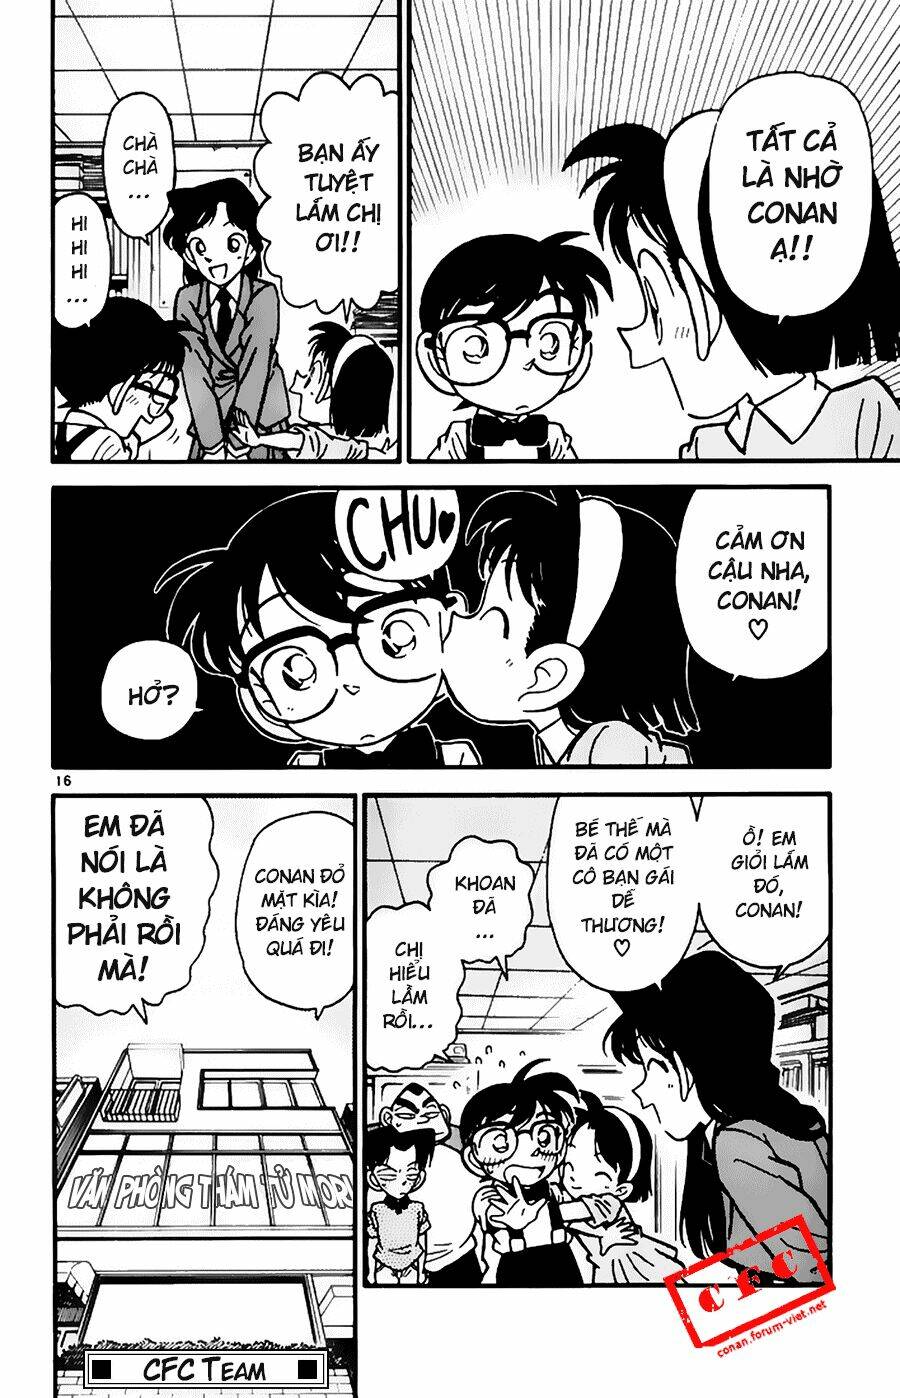 TẤT CẢ
LÀ NHỜ
CONAN
Ạ!!
BẠN ẤY
TUYỆT
LẮM CHỊ
ƠI!!
CHÀ
CHÀ
...
HI
HI
HI
...
CẢM ƠN
CẬU NHA,
CONAN!
♡
CHU♥
HỞ?
16
Ồ! EM
GIỎI LẮM
ĐÓ,
CONAN!
BÉ THẾ MÀ
ĐÃ CÓ MỘT
CÔ BẠN GÁI
DỄ
THƯƠNG!
♡
KHOAN
ĐÃ
...
CHỊ
HIỂU
LẦM
RỒI...
CONAN ĐỎ
MẶT KÌA!
ĐÁNG YÊU
QUÁ ĐI!
EM ĐÃ
NÓI LÀ
KHÔNG
PHẢI RỒI
MÀ!
VĂN PHÒNG THÁM TỬ MORI
CFC TEAM
CFC
conan.forum-viet.net